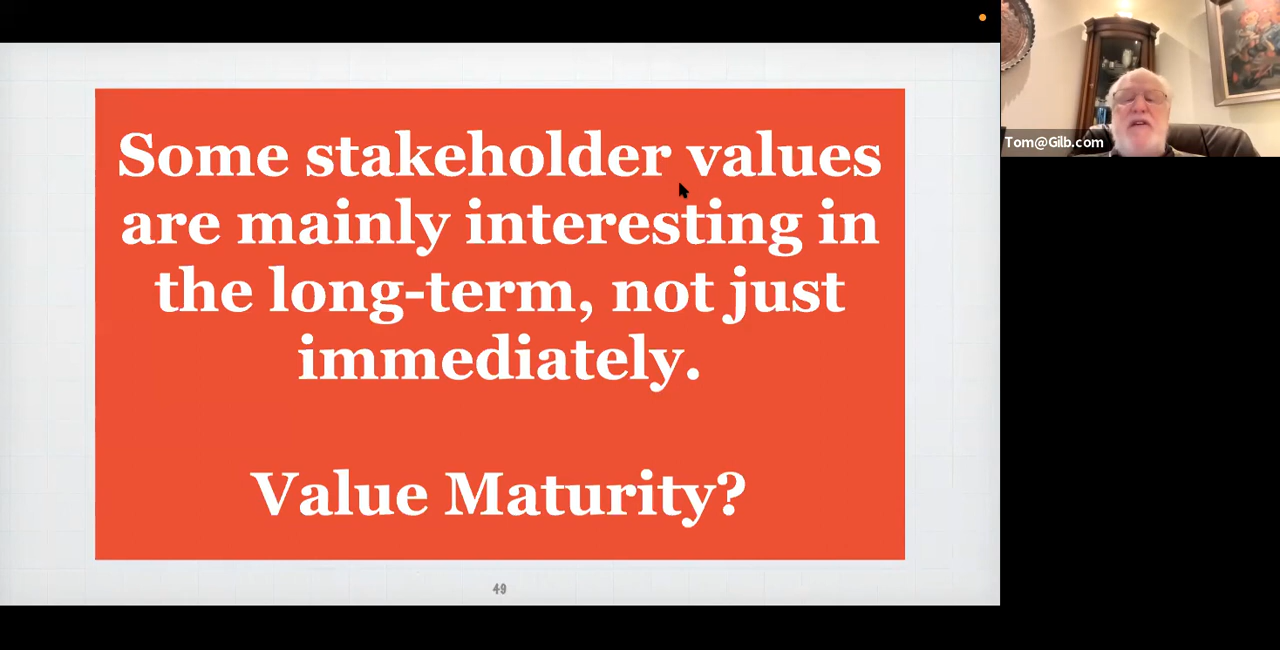 Some stakeholder values
are mainly interesting in
the long-term, not just
immediately.
Value Maturity?
49
Tom@Gilb.com